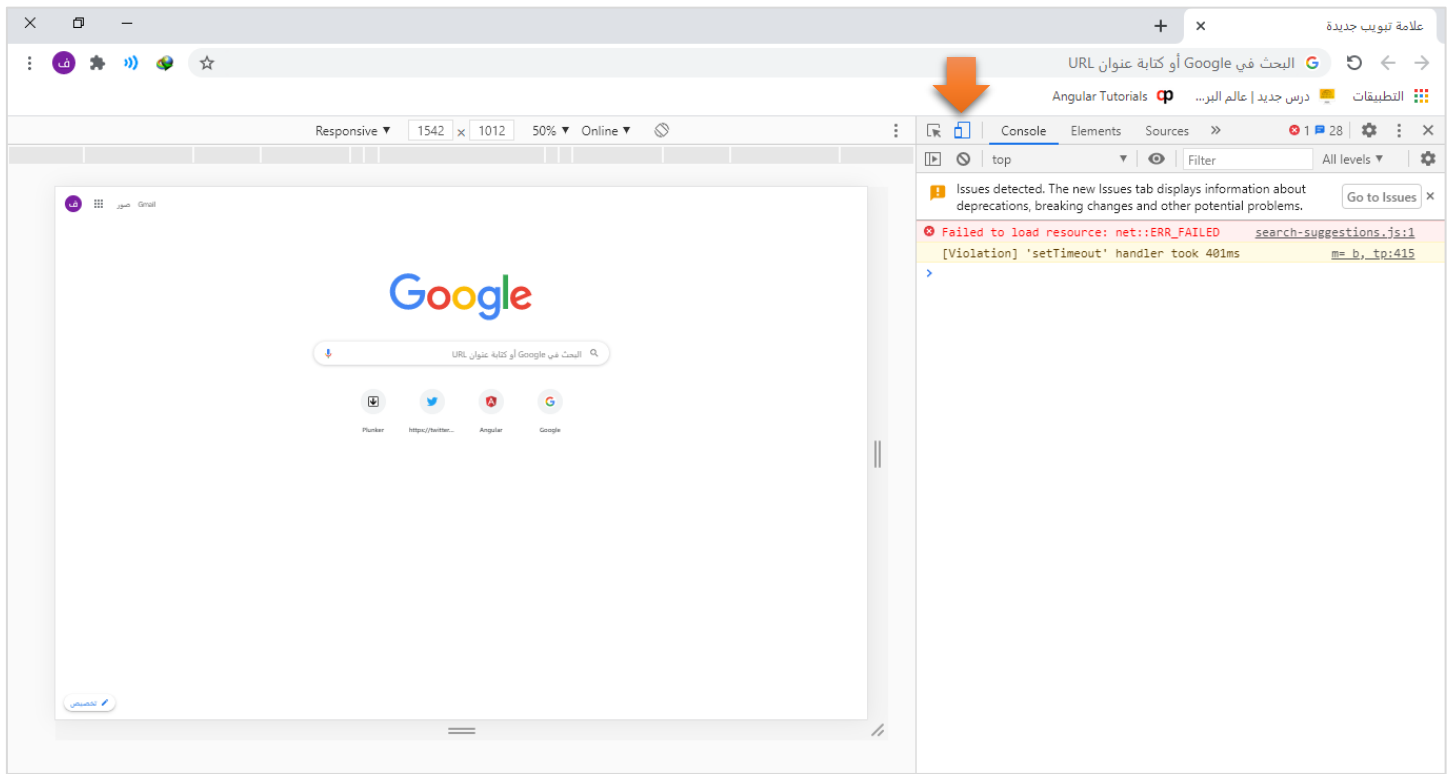 علامة تبويب جديدة
البحث في Google أو كتابة عنوان URL
ف
التطبيقات
درس جديد | عالم البر...
Angular Tutorials
Responsive ▼ 1542 x 1012 50% ▼ Online ▼
Console Elements Sources » 1 28
top ▼ Filter All levels ▼
Issues detected. The new Issues tab displays information about
deprecations, breaking changes and other potential problems.
Go to Issues
Failed to load resource: net::ERR_FAILED search-suggestions.js:1
[Violation] 'setTimeout' handler took 401ms m=_b,_tp:415
>
ف صور Gmail
Google
البحث في Google أو كتابة عنوان URL
Plunker https://twitter... Angular Google
تخصيص